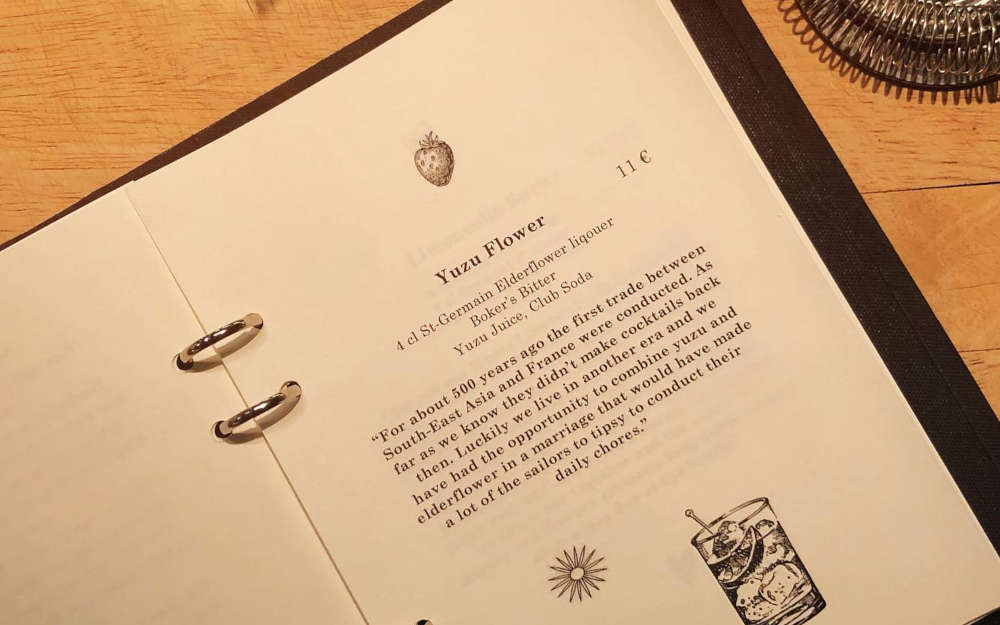 11 €
Yuzu Flower
4 cl St-Germain Elderflower liqouer
Boker's Bitter
Yuzu Juice, Club Soda
“For about 500 years ago the first trade between
South-East Asia and France were conducted. As
far as we know they didn't make cocktails back
then. Luckily we live in another era and we
have had the opportunity to combine yuzu and
elderflower in a marriage that would have made
a lot of the sailors to tipsy to conduct their
daily chores.”